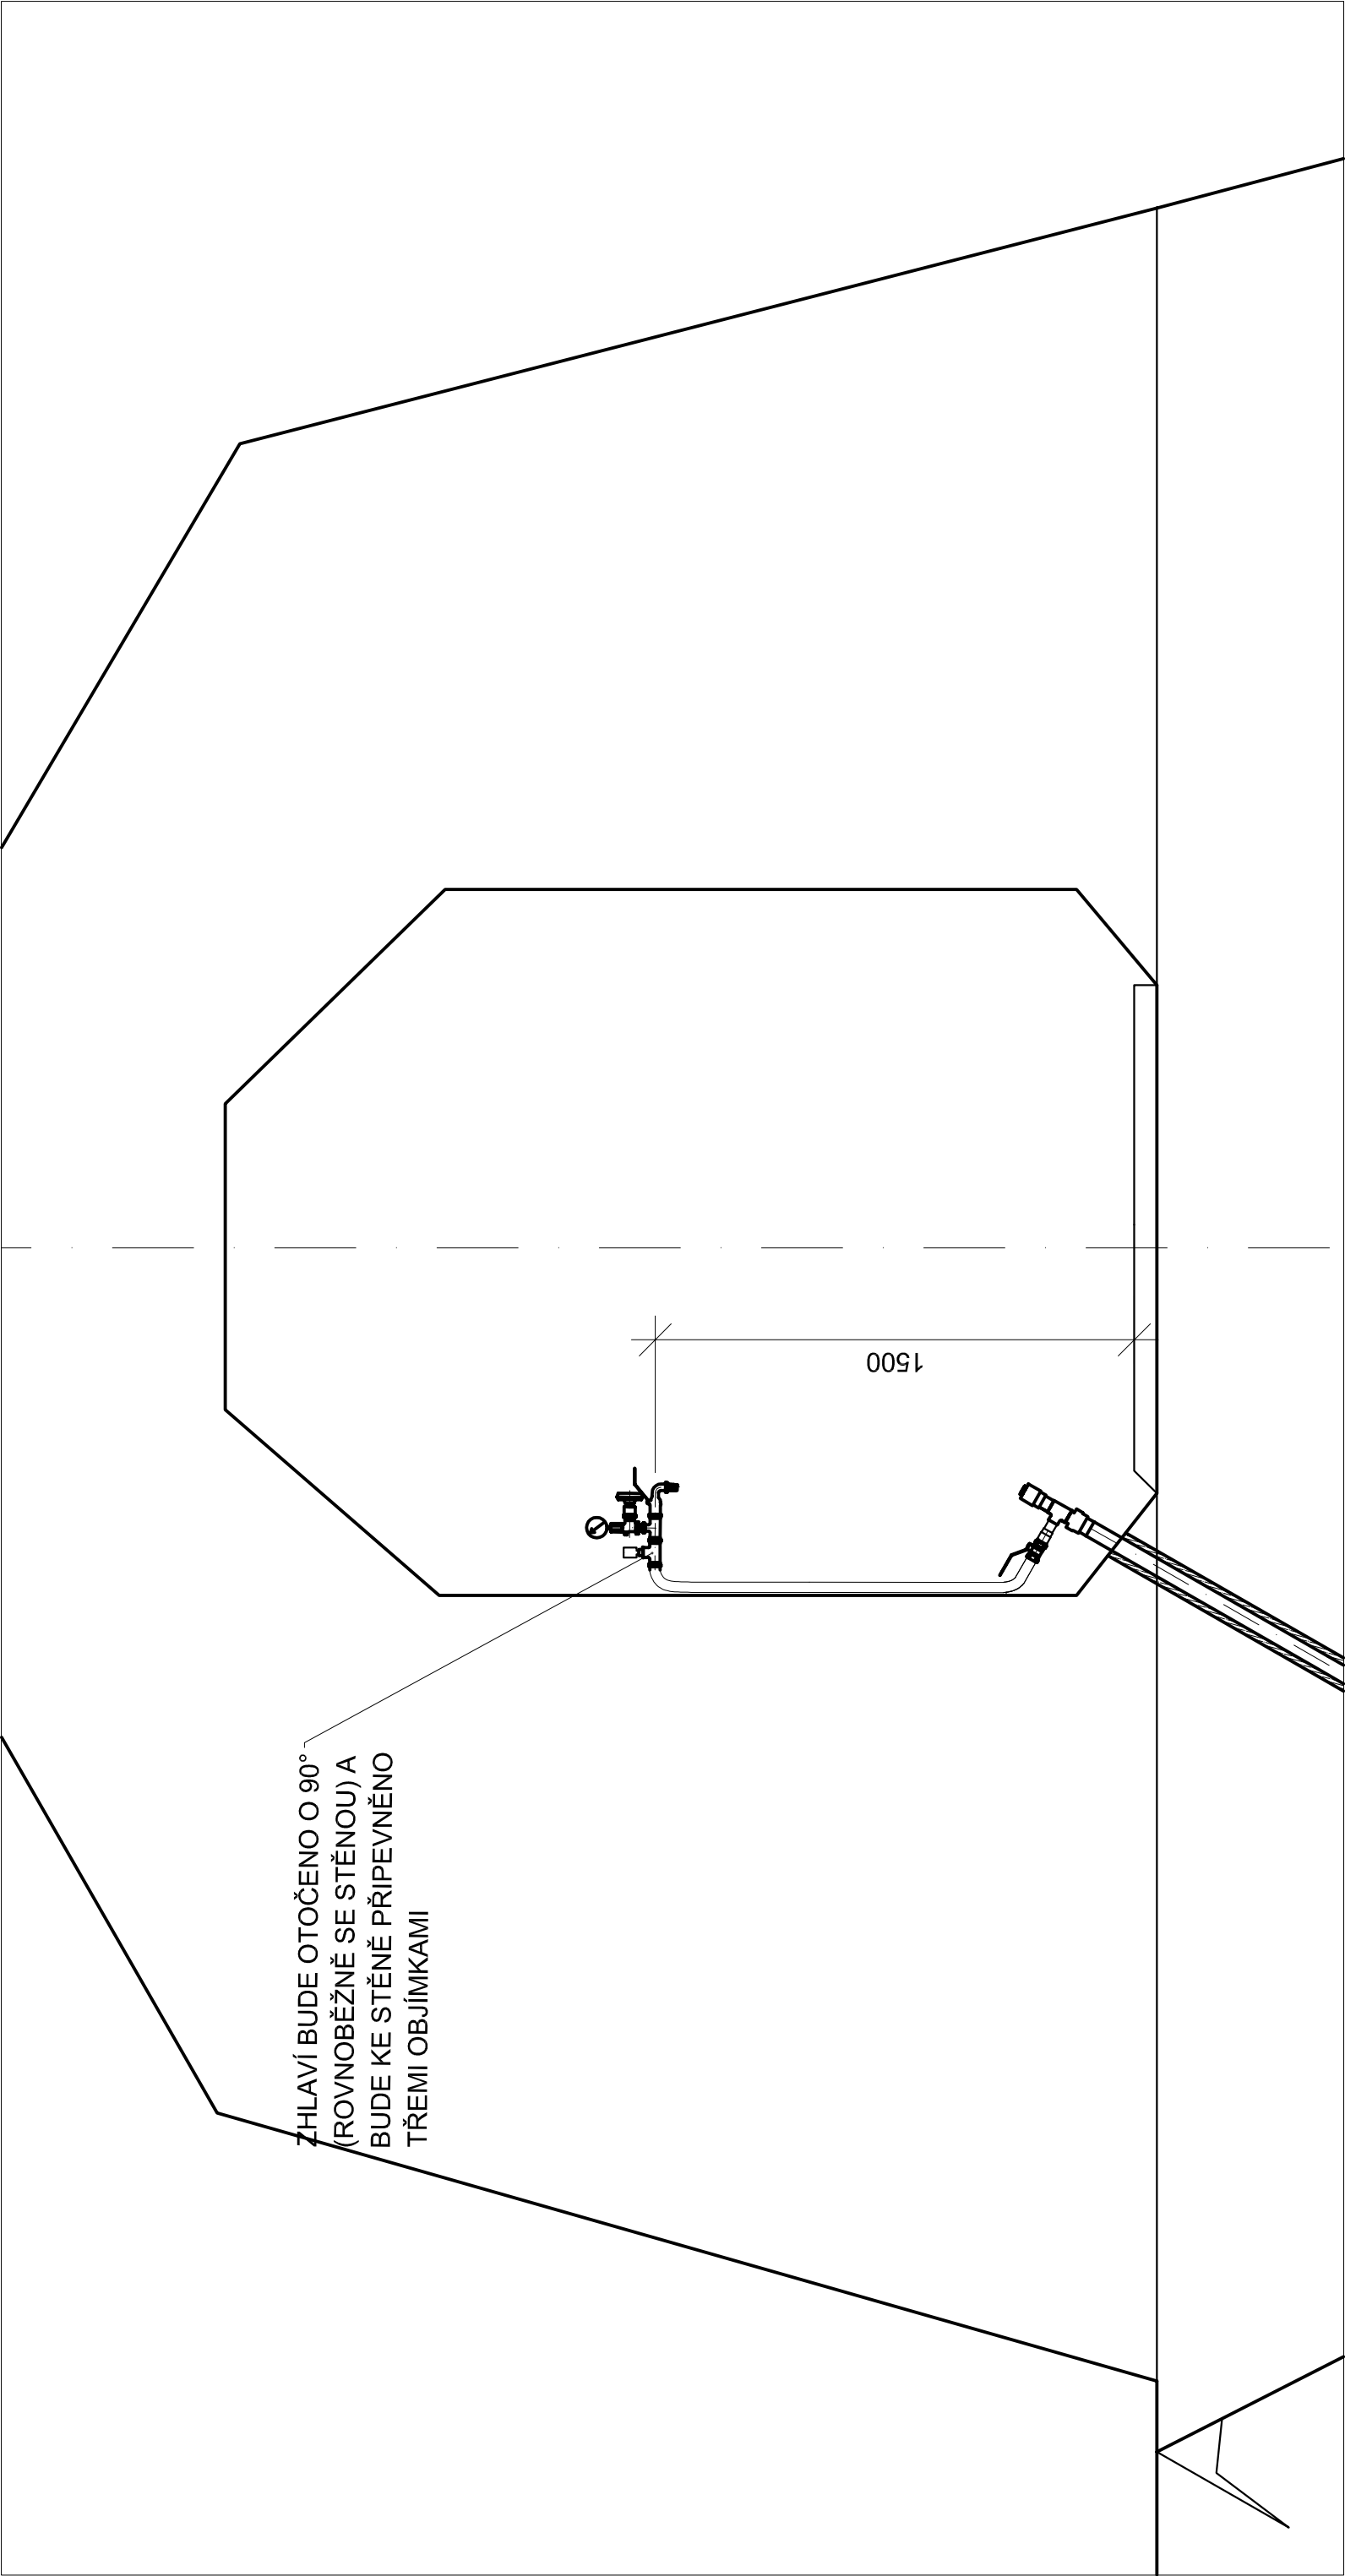 ZHLAVÍ BUDE OTOČENO O 90°
(ROVNOBĚŽNĚ SE STĚNOU) A
BUDE KE STĚNĚ PŘIPEVNĚNO
TŘEMI OBJÍMKAMI
1500